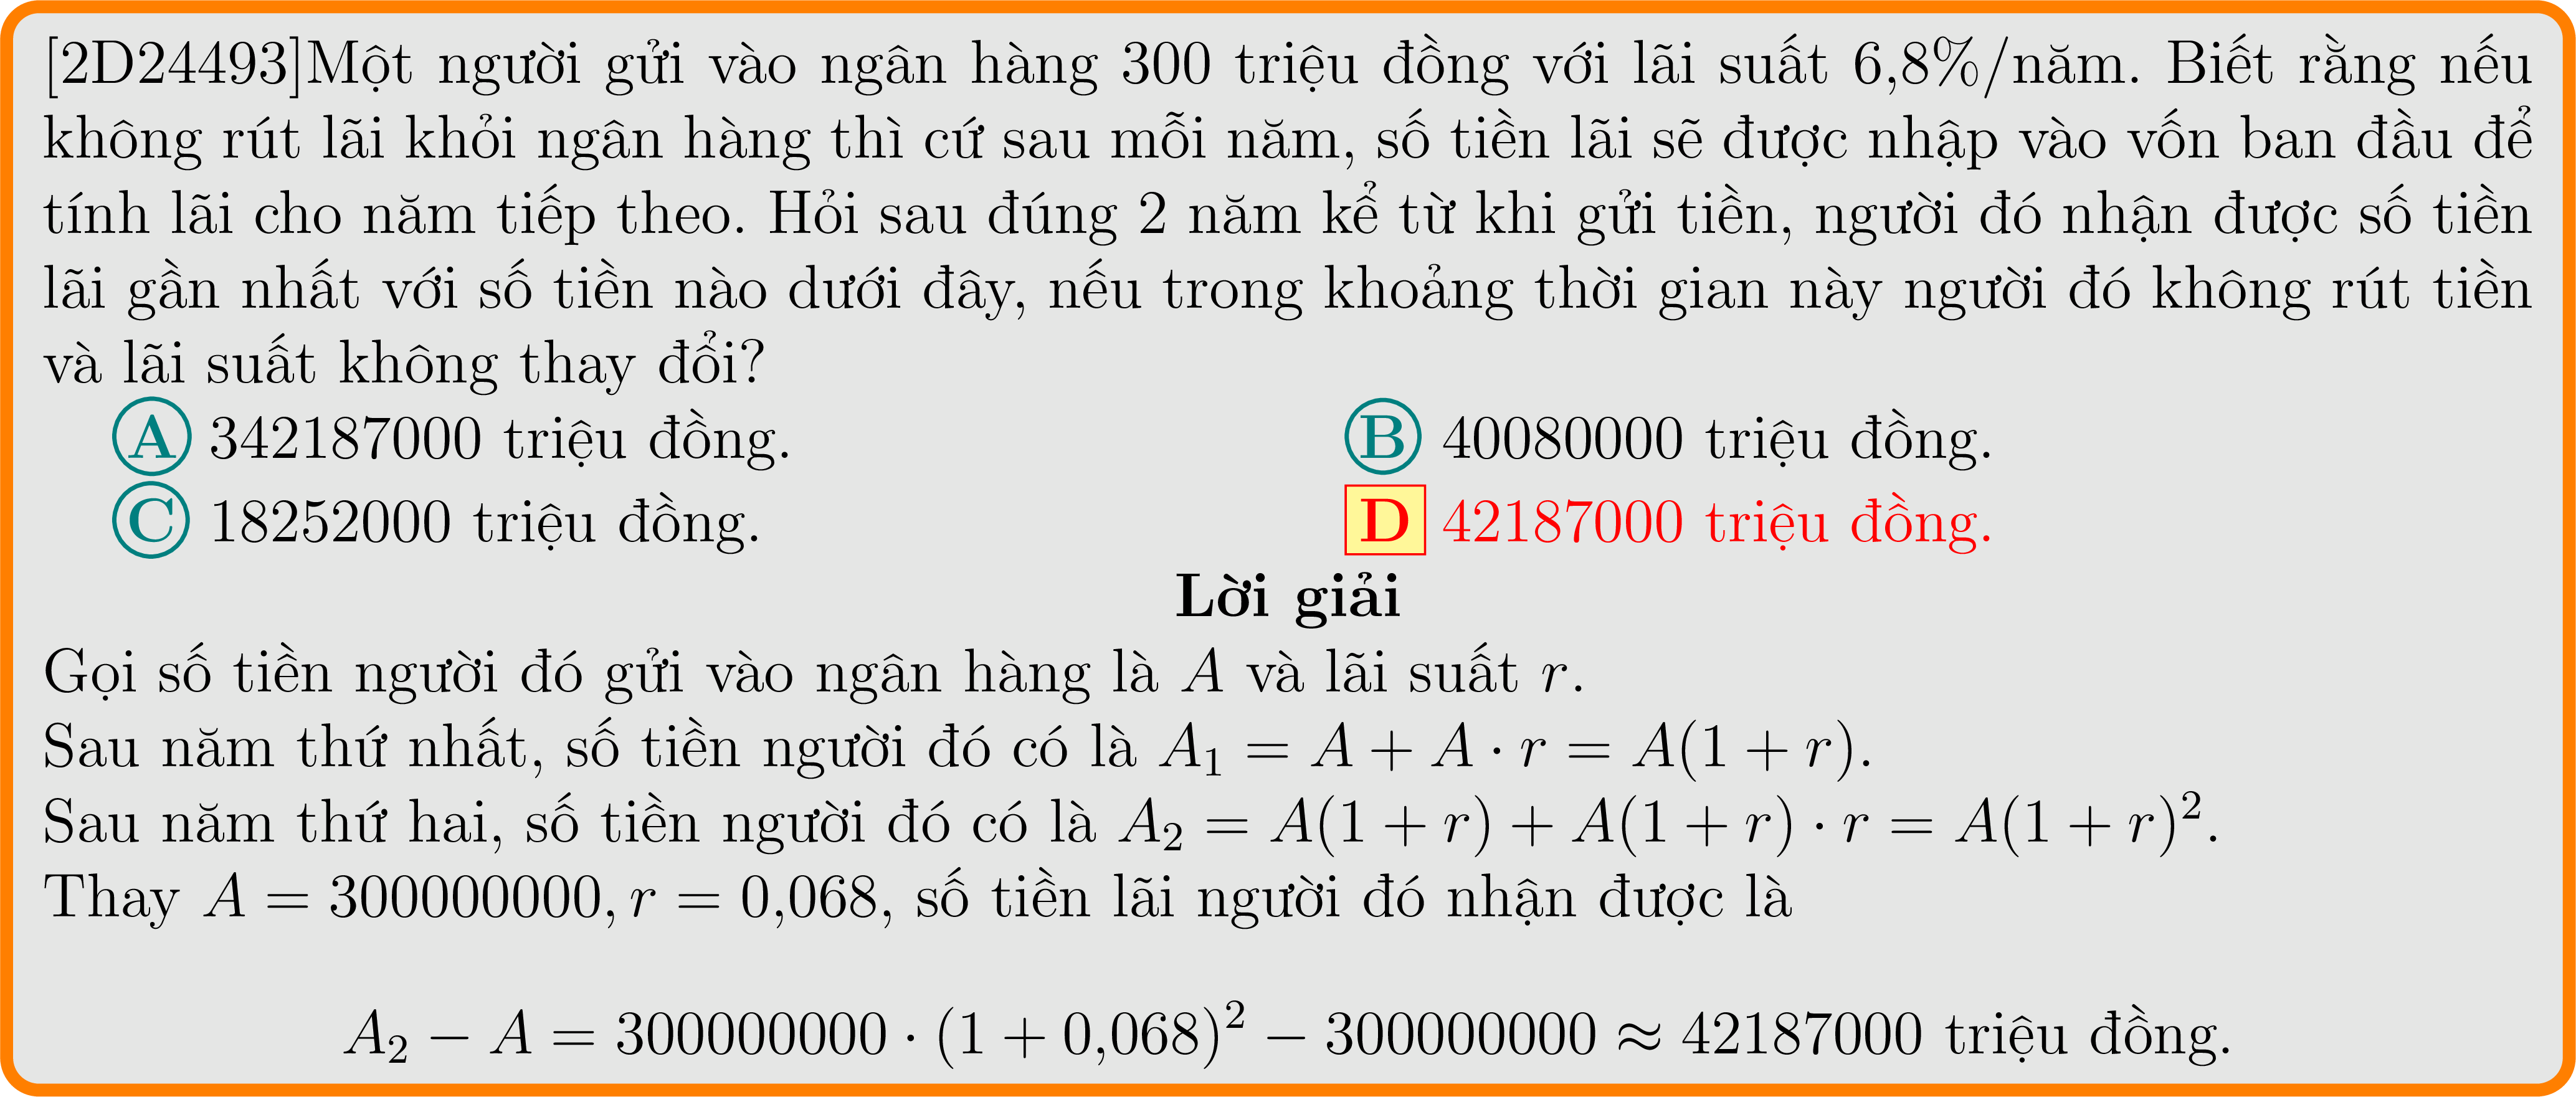 [2D24493]Một người gửi vào ngân hàng 300 triệu đồng với lãi suất 6,8%/năm. Biết rằng nếu
không rút lãi khỏi ngân hàng thì cứ sau mỗi năm, số tiền lãi sẽ được nhập vào vốn ban đầu để
tính lãi cho năm tiếp theo. Hỏi sau đúng 2 năm kể từ khi gửi tiền, người đó nhận được số tiền
lãi gần nhất với số tiền nào dưới đây, nếu trong khoảng thời gian này người đó không rút tiền
và lãi suất không thay đổi?
A 342187000 triệu đồng. B 40080000 triệu đồng.
C 18252000 triệu đồng. D 42187000 triệu đồng.
Lời giải
Gọi số tiền người đó gửi vào ngân hàng là A và lãi suất r.
Sau năm thứ nhất, số tiền người đó có là A₁ = A + A · r = A(1 + r).
Sau năm thứ hai, số tiền người đó có là A₂ = A(1 + r) + A(1 + r) · r = A(1 + r)².
Thay A = 300000000, r = 0,068, số tiền lãi người đó nhận được là
A₂ − A = 300000000 · (1 + 0,068)² − 300000000 ≈ 42187000 triệu đồng.